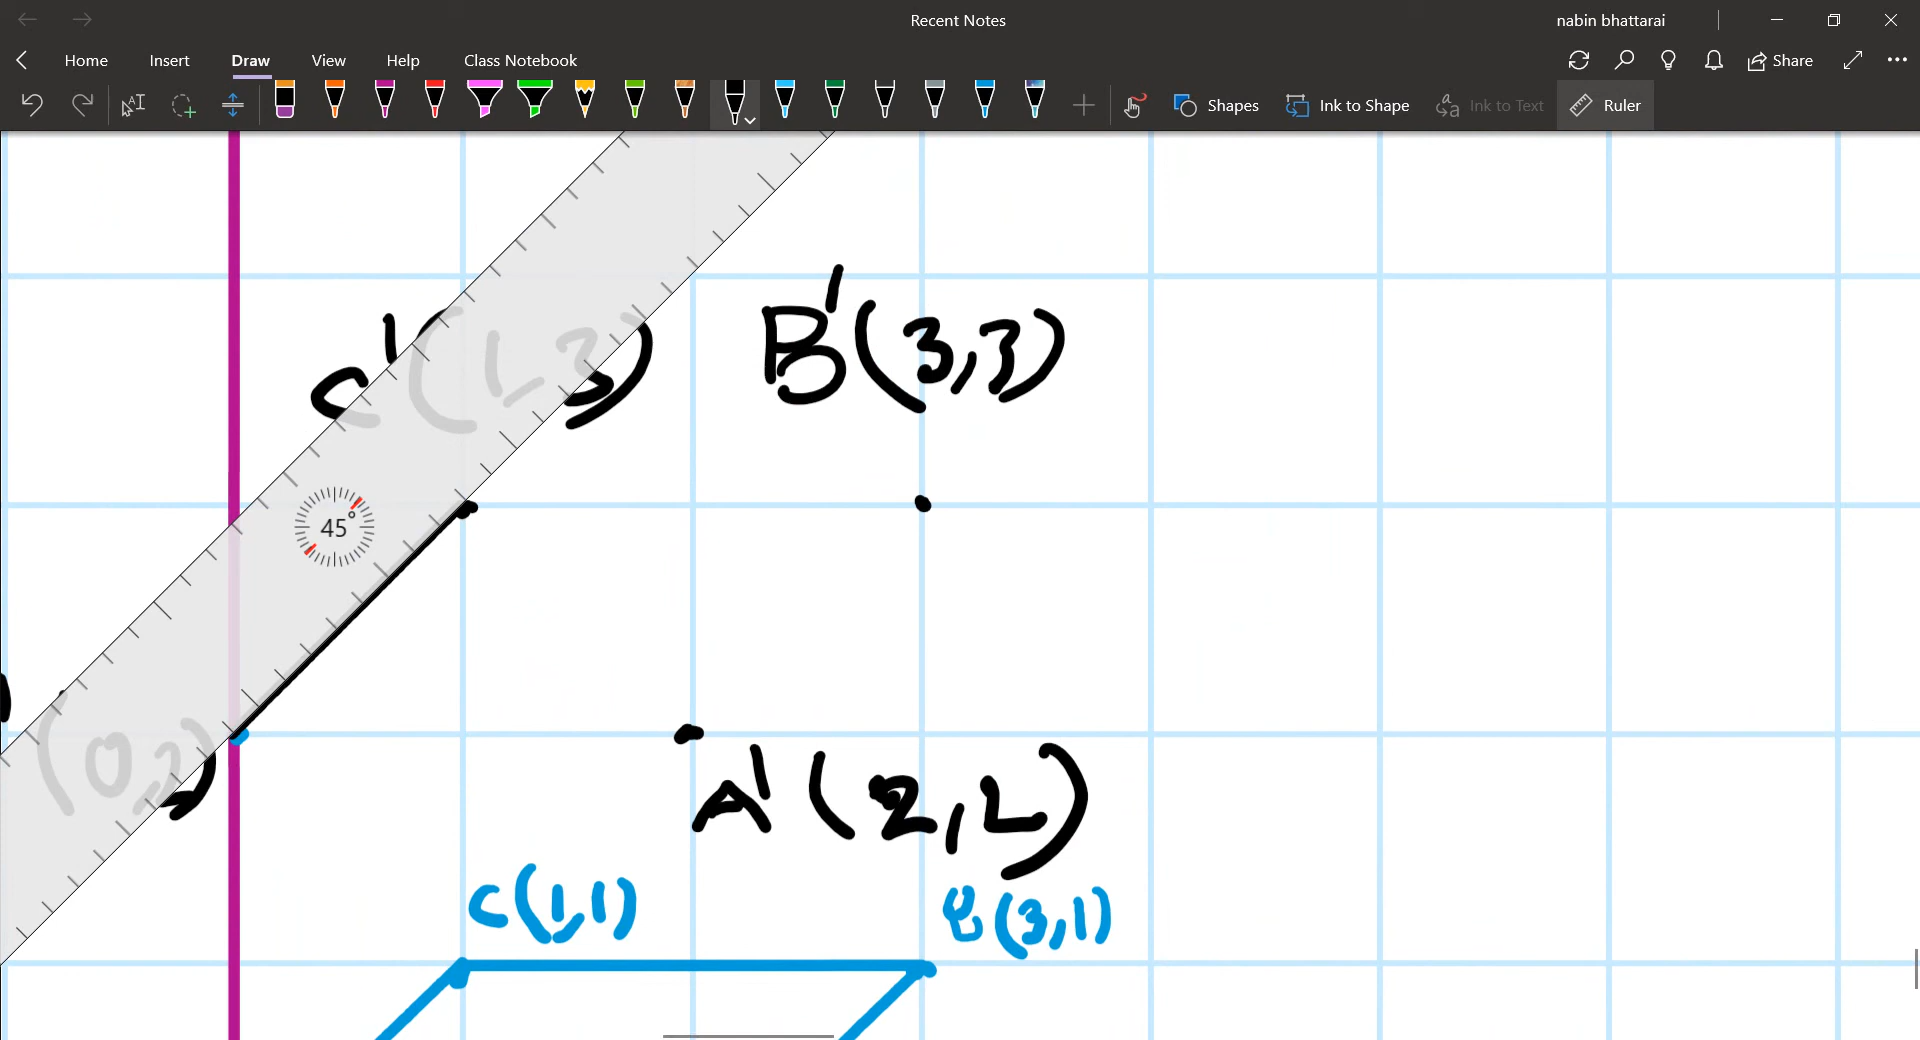 Recent Notes
nabin bhattarai
Home Insert Draw View Help Class Notebook
Share
Shapes Ink to Shape Ink to Text Ruler
C'(1,3) B'(3,3)
45°
(0,2)
A'(2,2)
C(1,1) B(3,1)